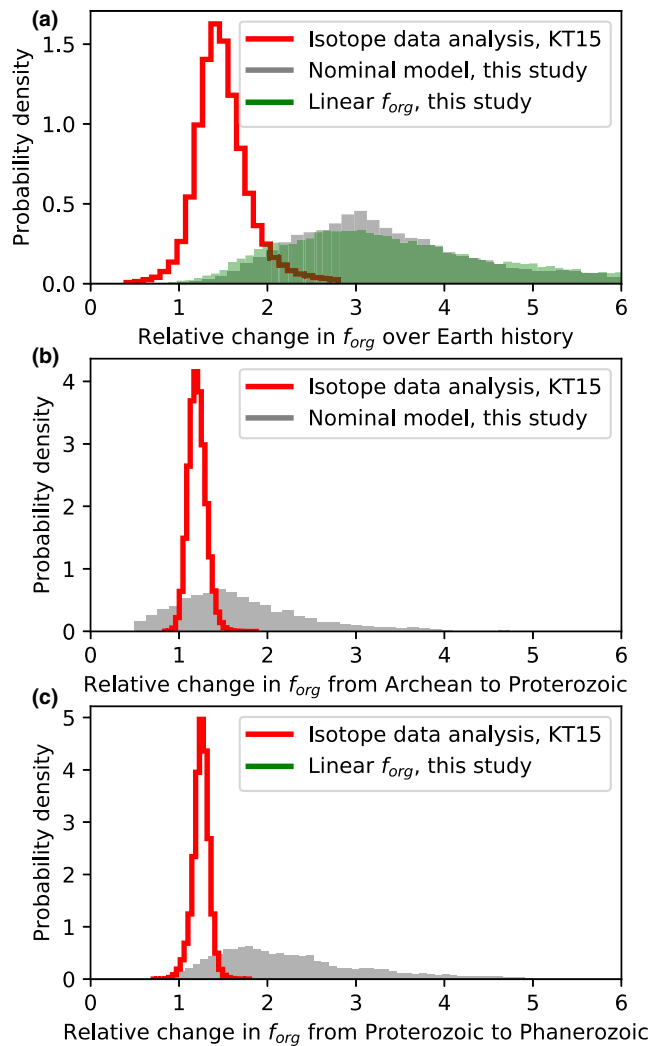 (a)
1.5
1.0
0.5
0.0
Probability density
Isotope data analysis, KT15
Nominal model, this study
Linear f_org, this study
0 1 2 3 4 5 6
Relative change in f_org over Earth history
(b)
4
3
2
1
0
Probability density
Isotope data analysis, KT15
Nominal model, this study
0 1 2 3 4 5 6
Relative change in f_org from Archean to Proterozoic
(c)
5
4
3
2
1
0
Probability density
Isotope data analysis, KT15
Linear f_org, this study
0 1 2 3 4 5 6
Relative change in f_org from Proterozoic to Phanerozoic